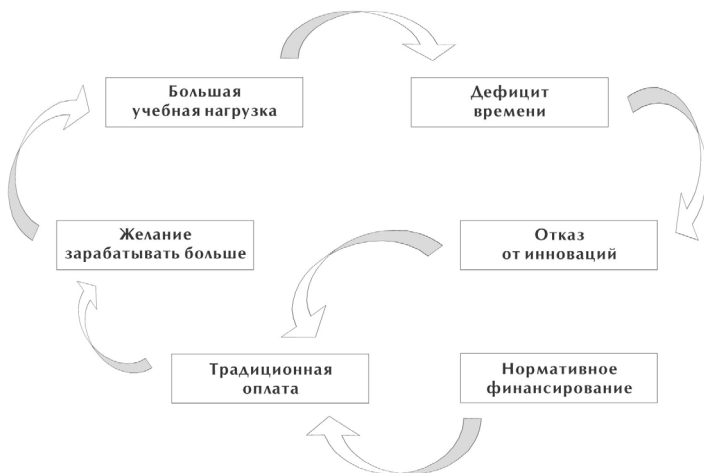 Большая
учебная нагрузка
Дефицит
времени
Желание
зарабатывать больше
Отказ
от инноваций
Традиционная
оплата
Нормативное
финансирование